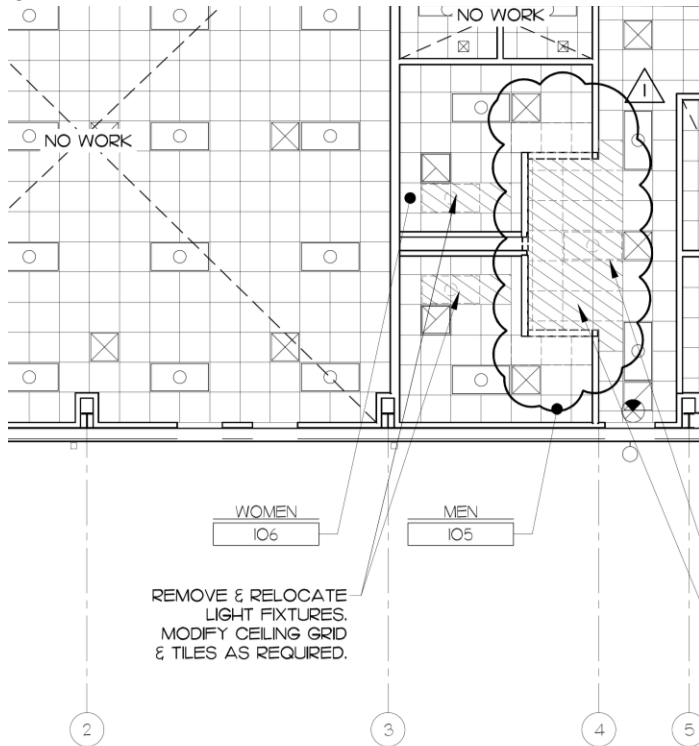 NO WORK
1
NO WORK
WOMEN
106
MEN
105
REMOVE & RELOCATE
LIGHT FIXTURES.
MODIFY CEILING GRID
& TILES AS REQUIRED.
2
3
4
5